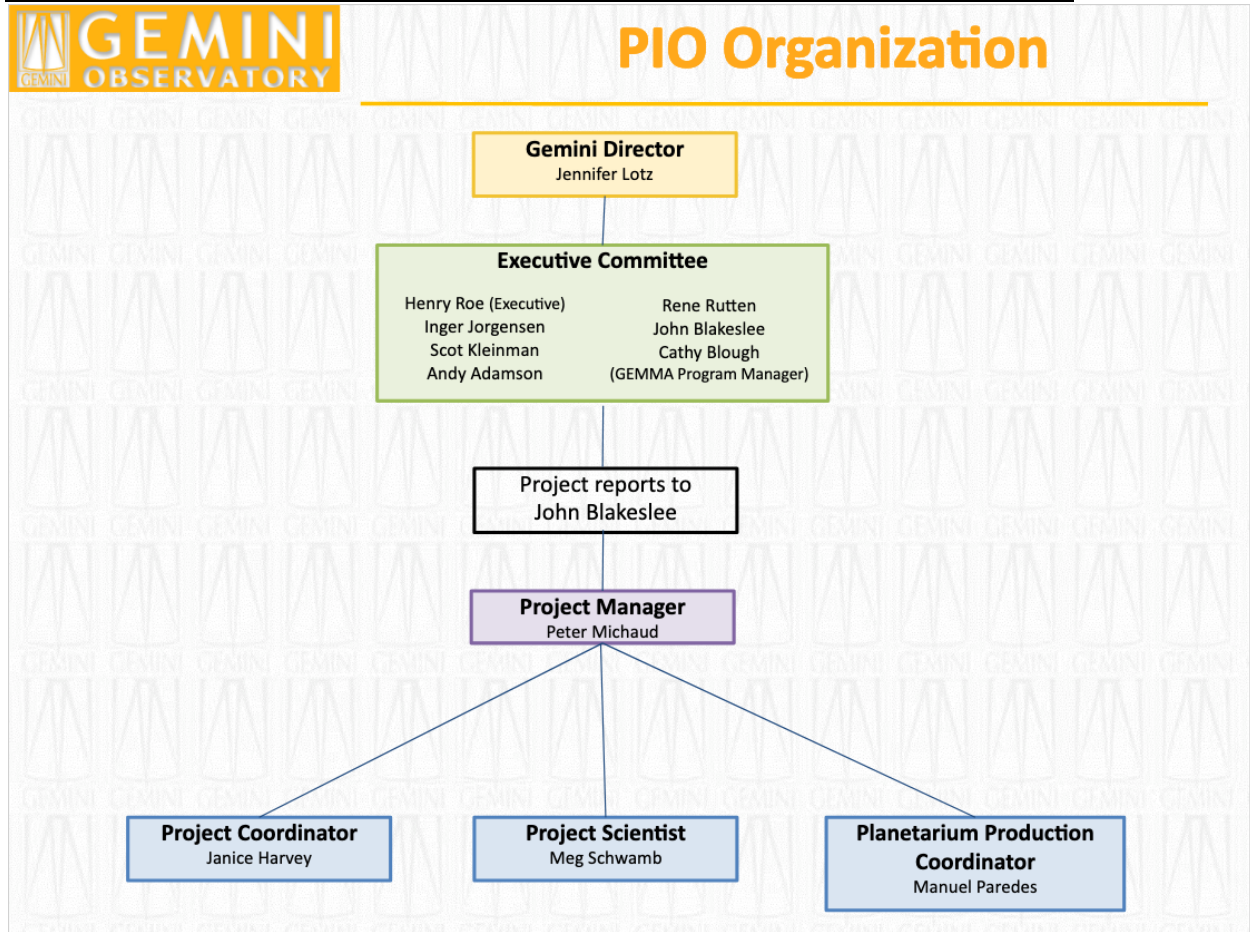 GEMINI
OBSERVATORY
GEMINI
PIO Organization
Gemini Director
Jennifer Lotz
Executive Committee
Henry Roe (Executive)
Inger Jorgensen
Scot Kleinman
Andy Adamson
Rene Rutten
John Blakeslee
Cathy Blough
(GEMMA Program Manager)
Project reports to
John Blakeslee
Project Manager
Peter Michaud
Project Coordinator
Janice Harvey
Project Scientist
Meg Schwamb
Planetarium Production
Coordinator
Manuel Paredes